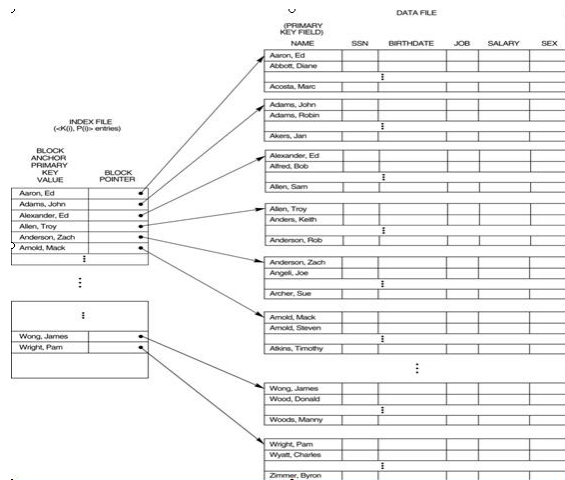 DATA FILE
(PRIMARY
KEY FIELD)
NAME SSN BIRTHDATE JOB SALARY SEX
Aaron, Ed
Abbott, Diane
Acosta, Marc
Adams, John
Adams, Robin
Akers, Jan
Alexander, Ed
Alfred, Bob
Allen, Sam
Allen, Troy
Anders, Keith
Anderson, Rob
Anderson, Zach
Angeli, Joe
Archer, Sue
Arnold, Mack
Arnold, Steven
Atkins, Timothy
Wong, James
Wood, Donald
Woods, Manny
Wright, Pam
Wyatt, Charles
Zimmer, Byron
INDEX FILE
(<K(i), P(i)> entries)
BLOCK
ANCHOR
PRIMARY
KEY
VALUE
BLOCK
POINTER
Aaron, Ed
Adams, John
Alexander, Ed
Allen, Troy
Anderson, Zach
Arnold, Mack
Wong, James
Wright, Pam